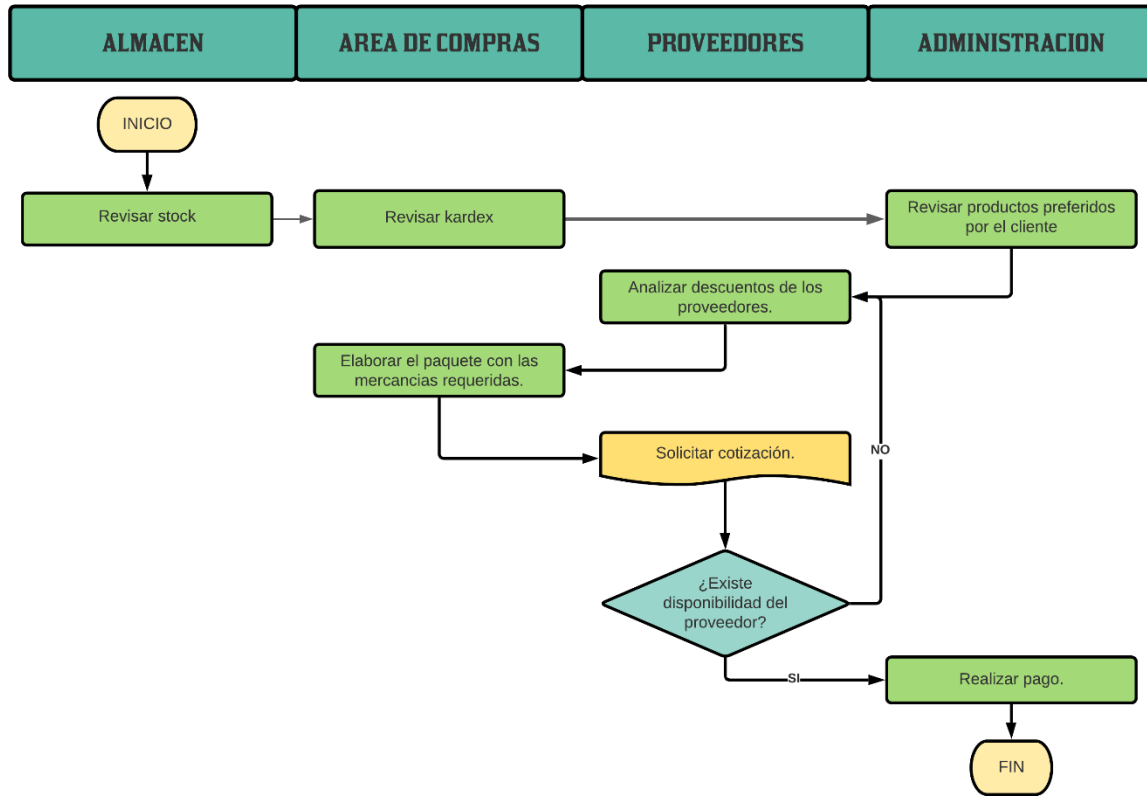 ALMACEN
AREA DE COMPRAS
PROVEEDORES
ADMINISTRACION
INICIO
Revisar stock
Revisar kardex
Revisar productos preferidos
por el cliente
Analizar descuentos de los
proveedores.
Elaborar el paquete con las
mercancias requeridas.
Solicitar cotización.
NO
¿Existe
disponibilidad del
proveedor?
SI
Realizar pago.
FIN